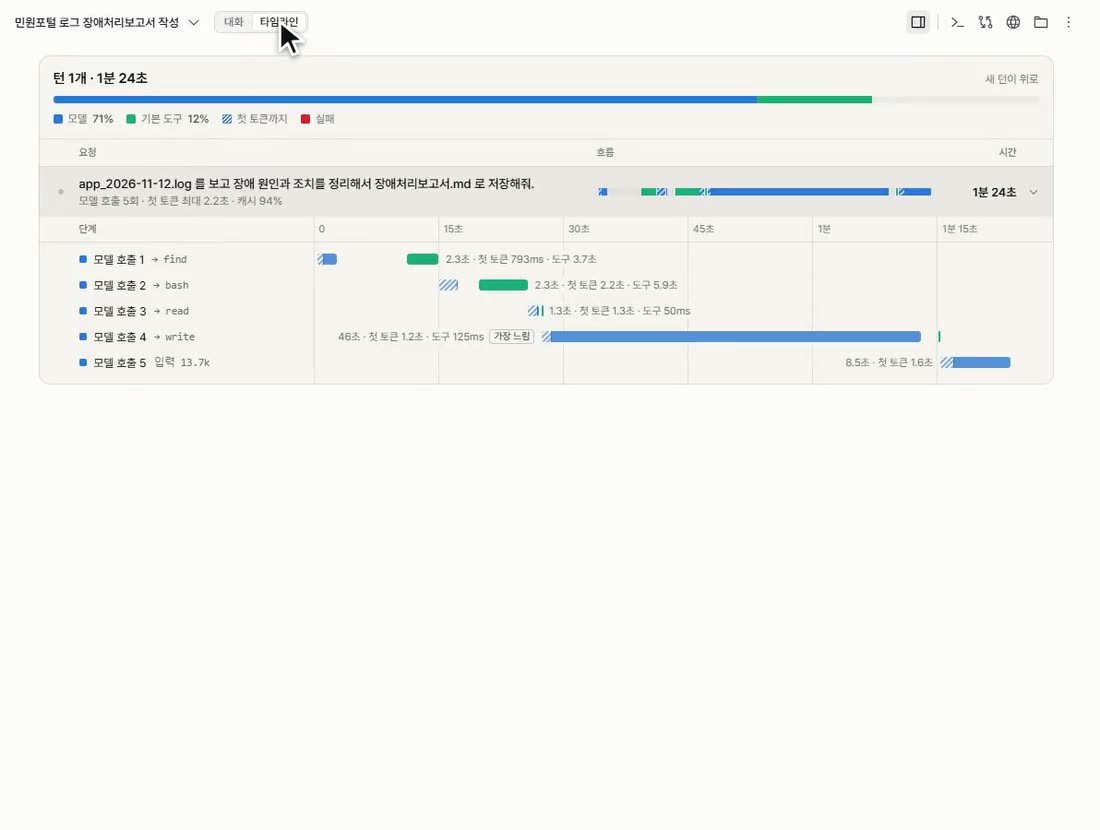 민원포털 로그 장애처리보고서 작성 대화 타임라인
턴 1개 · 1분 24초 새 턴이 위로
모델 71% 기본 도구 12% 첫 토큰까지 실패
요청 흐름 시간
app_2026-11-12.log 를 보고 장애 원인과 조치를 정리해서 장애처리보고서.md 로 저장해줘. 1분 24초
모델 호출 5회 · 첫 토큰 최대 2.2초 · 캐시 94%
단계 0 15초 30초 45초 1분 1분 15초
모델 호출 1 → find 2.3초 · 첫 토큰 793ms · 도구 3.7초
모델 호출 2 → bash 2.3초 · 첫 토큰 2.2초 · 도구 5.9초
모델 호출 3 → read 1.3초 · 첫 토큰 1.3초 · 도구 50ms
모델 호출 4 → write 46초 · 첫 토큰 1.2초 · 도구 125ms 가장 느림
모델 호출 5 입력 13.7k 8.5초 · 첫 토큰 1.6초